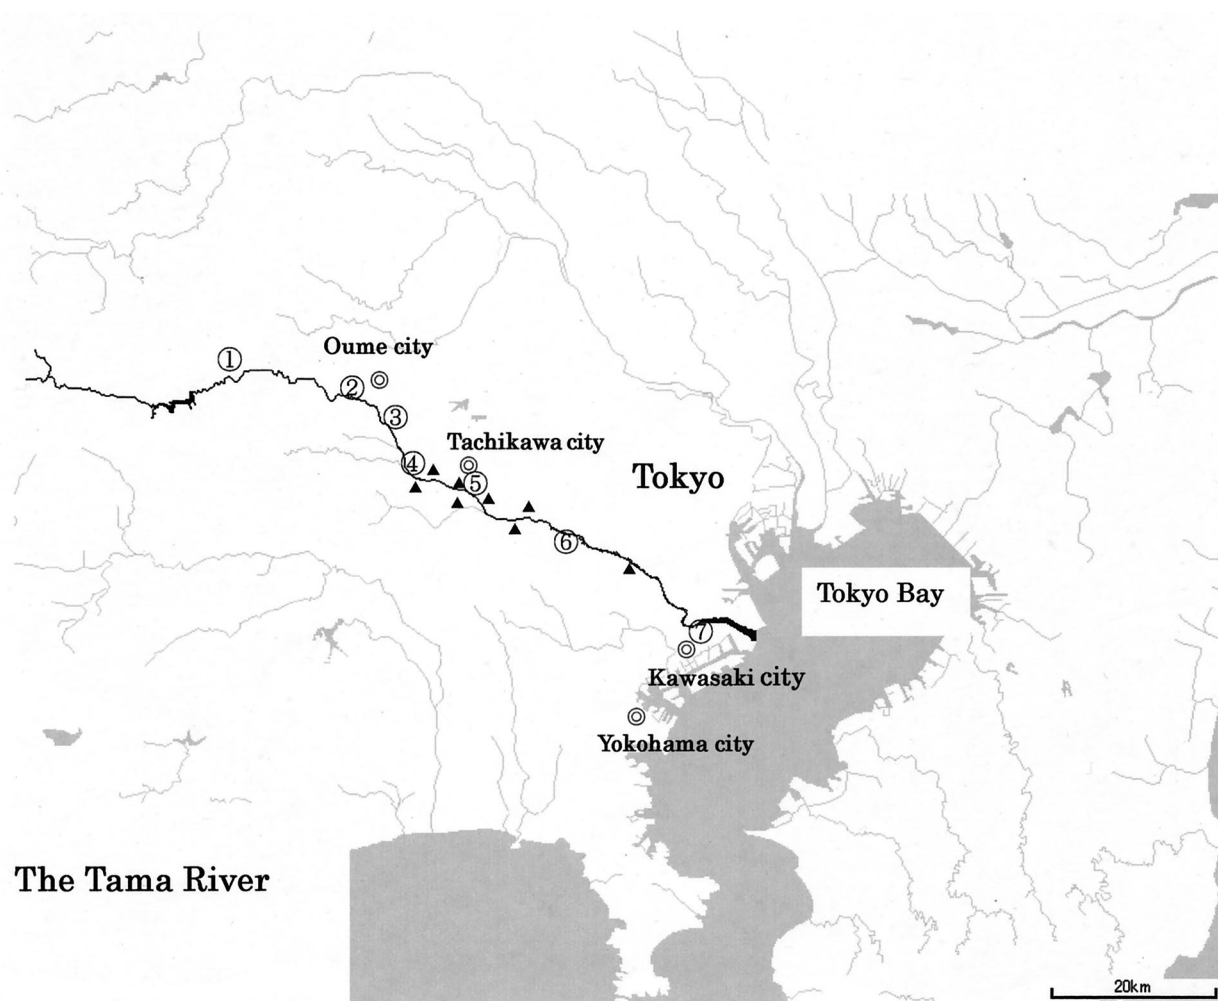 ①
Oume city
②
③
Tachikawa city
④
⑤
Tokyo
⑥
Tokyo Bay
⑦
Kawasaki city
Yokohama city
The Tama River
20km